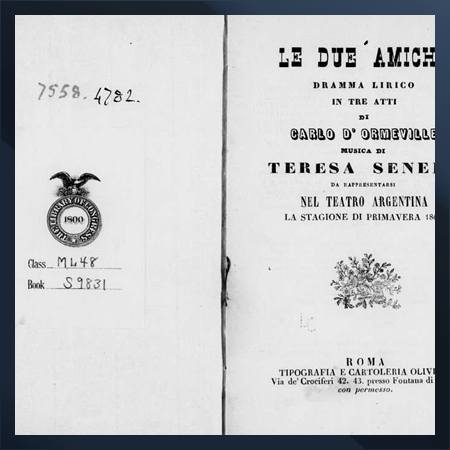 7558. 4782.
THE LIBRARY OF CONGRESS
1800
Class ML48
Book S9831
LE DUE AMICH
DRAMMA LIRICO
IN TRE ATTI
DI
CARLO D'ORMEVILLE
MUSICA DI
TERESA SENE
DA RAPPRESENTARSI
NEL TEATRO ARGENTINA
LA STAGIONE DI PRIMAVERA 18
LC
ROMA
TIPOGRAFIA E CARTOLERIA OLIVI
Via de' Crociferi 42. 43. presso Fontana di
con permesso.